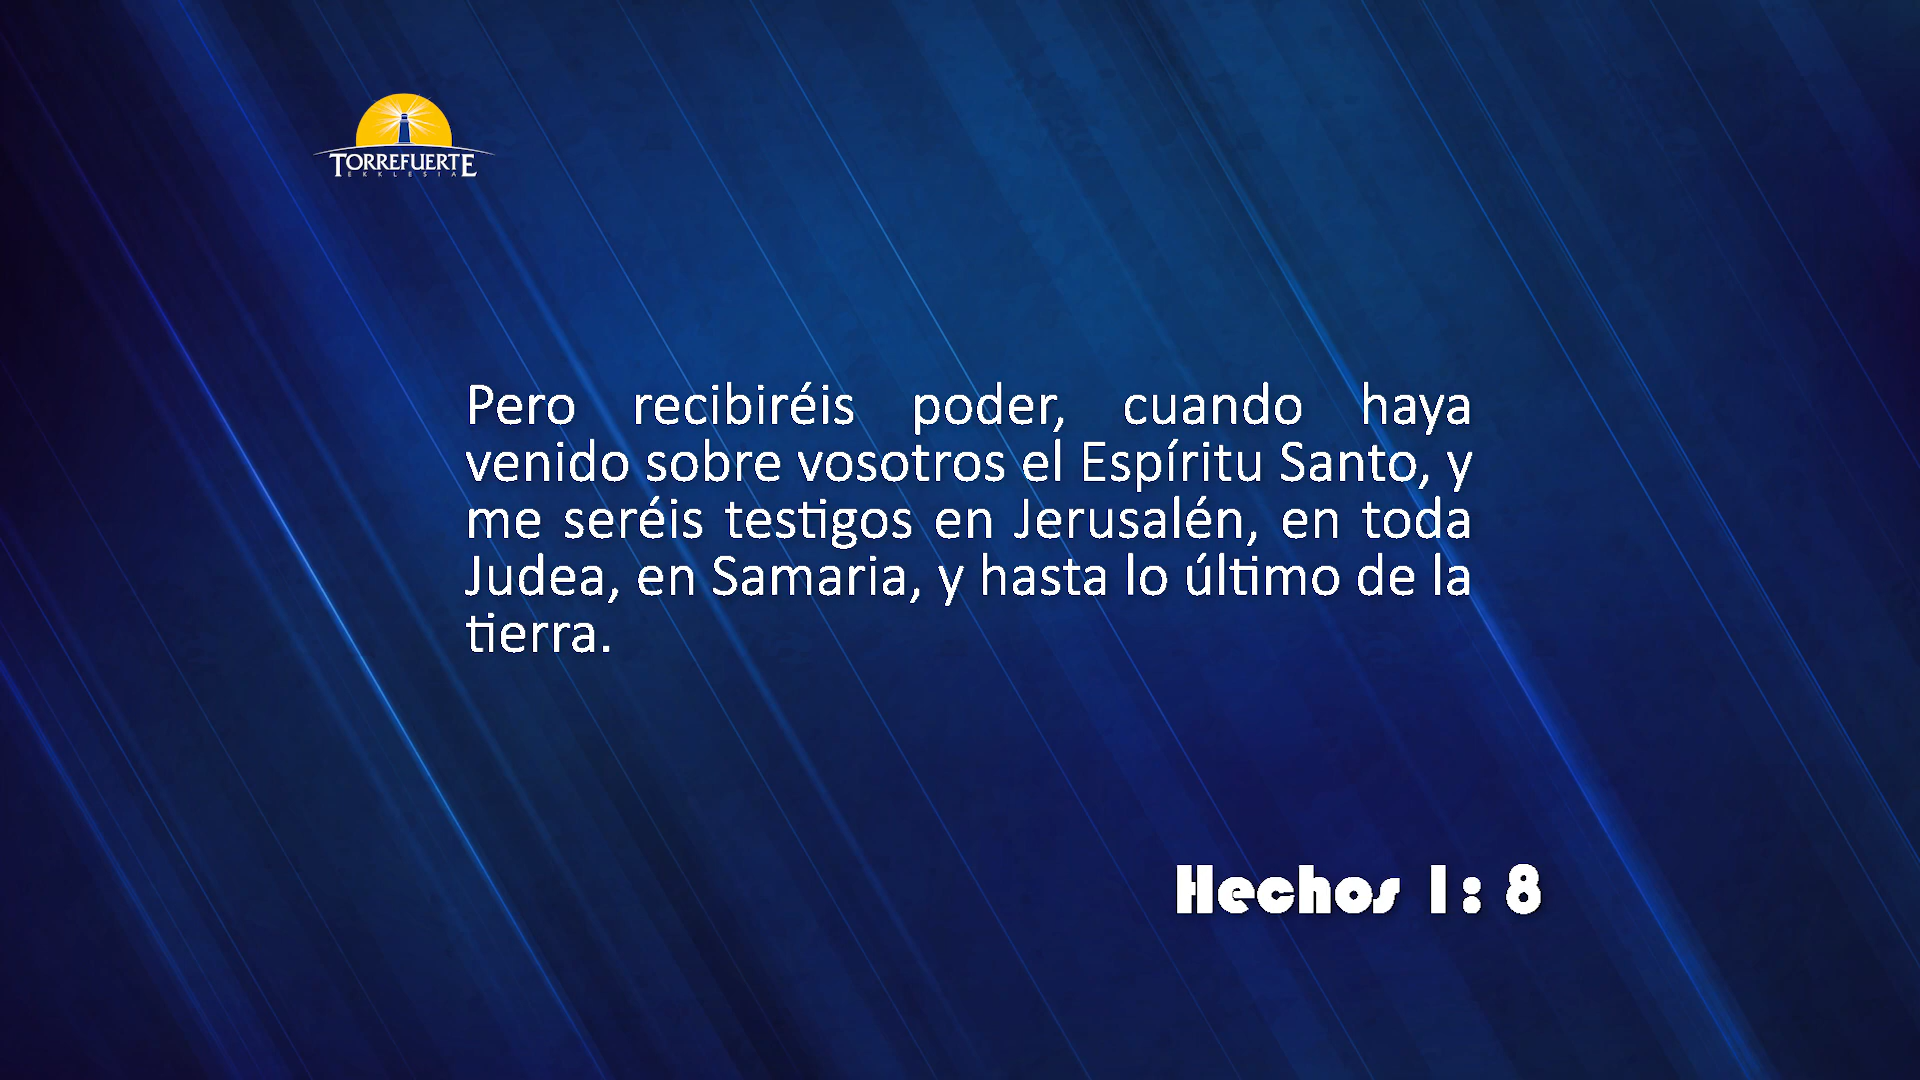 TORREFUERTE
EKKLESIA
Pero recibiréis poder, cuando haya
venido sobre vosotros el Espíritu Santo, y
me seréis testigos en Jerusalén, en toda
Judea, en Samaria, y hasta lo último de la
tierra.
Hechos 1: 8